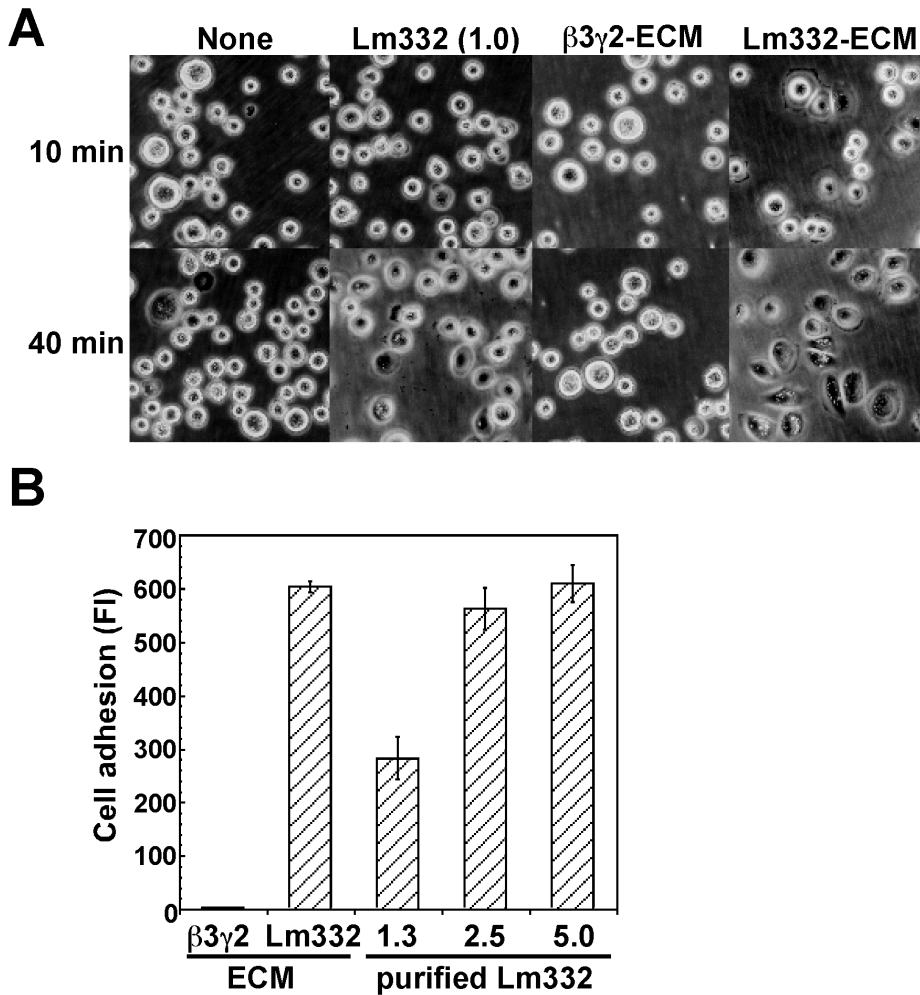 A
None Lm332 (1.0) β3γ2-ECM Lm332-ECM
10 min
40 min
B
700
600
500
400
300
200
100
0
Cell adhesion (FI)
β3γ2 Lm332 1.3 2.5 5.0
ECM purified Lm332